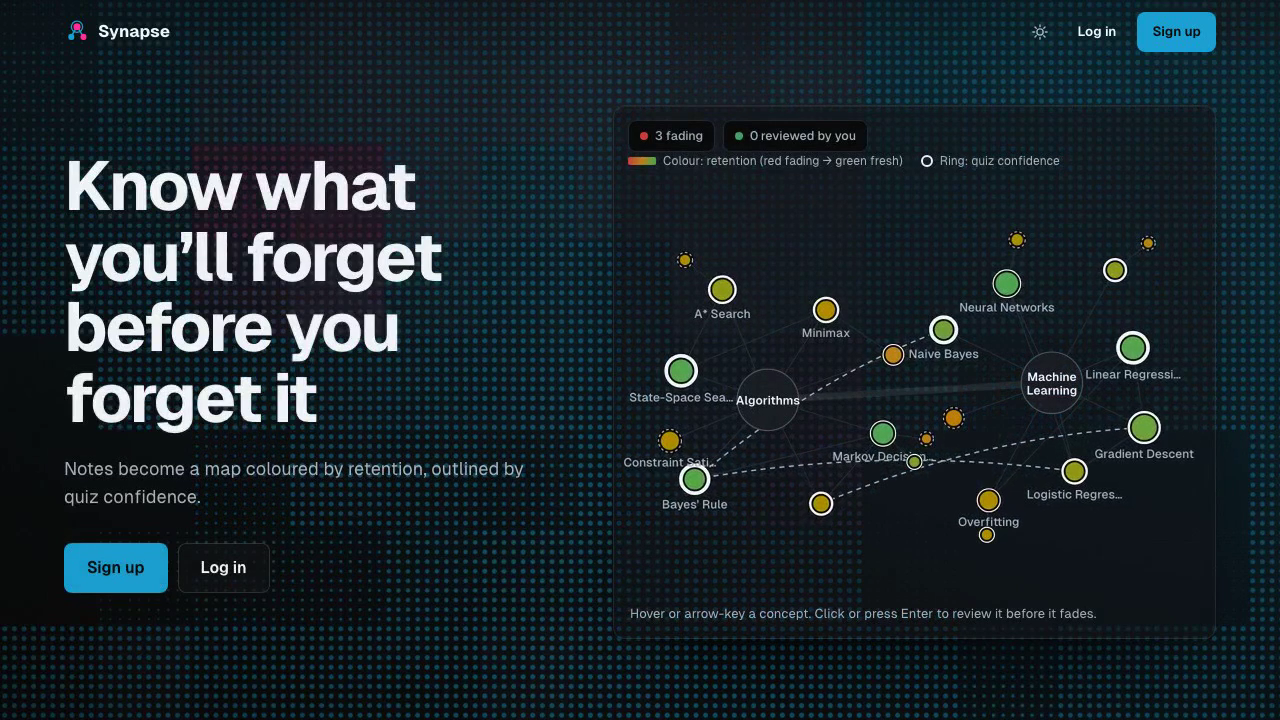 Synapse
Log in
Sign up
Know what
you’ll forget
before you
forget it
Notes become a map coloured by retention, outlined by
quiz confidence.
Sign up
Log in
3 fading
0 reviewed by you
Colour: retention (red fading → green fresh)
Ring: quiz confidence
A* Search
Minimax
Neural Networks
Naive Bayes
Linear Regressi…
State-Space Sea…
Algorithms
Machine
Learning
Constraint Sati…
Markov Decision…
Gradient Descent
Bayes' Rule
Logistic Regres…
Overfitting
Hover or arrow-key a concept. Click or press Enter to review it before it fades.